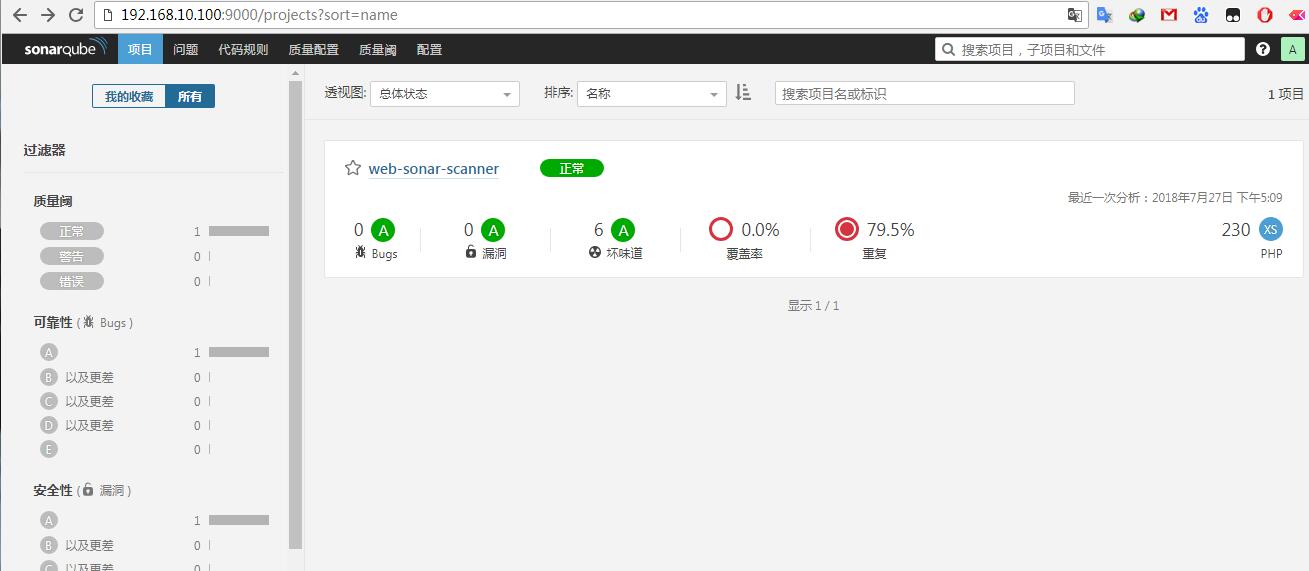 192.168.10.100:9000/projects?sort=name
sonarqube 项目 问题 代码规则 质量配置 质量阈 配置 搜索项目，子项目和文件 A
我的收藏 所有
透视图: 总体状态 排序: 名称 搜索项目名或标识 1 项目
过滤器
web-sonar-scanner 正常
最近一次分析：2018年7月27日 下午5:09
0 A 0 A 6 A 0.0% 79.5% 230 XS
Bugs 漏洞 坏味道 覆盖率 重复 PHP
显示 1 / 1
质量阈
正常 1
警告 0
错误 0
可靠性 ( Bugs )
A 1
B 以及更差 0
C 以及更差 0
D 以及更差 0
E 0
安全性 ( 漏洞 )
A 1
B 以及更差 0
C 以及更差 0